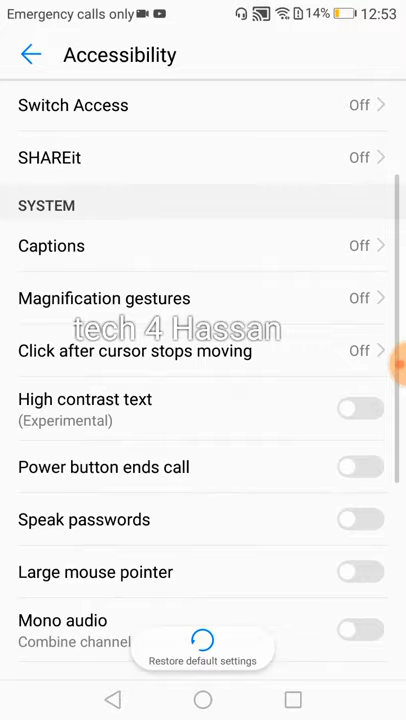 Emergency calls only 14% 12:53
Accessibility
Switch Access Off
SHAREit Off
SYSTEM
Captions Off
Magnification gestures Off
tech 4 Hassan
Click after cursor stops moving Off
High contrast text
(Experimental)
Power button ends call
Speak passwords
Large mouse pointer
Mono audio
Combine channel
Restore default settings